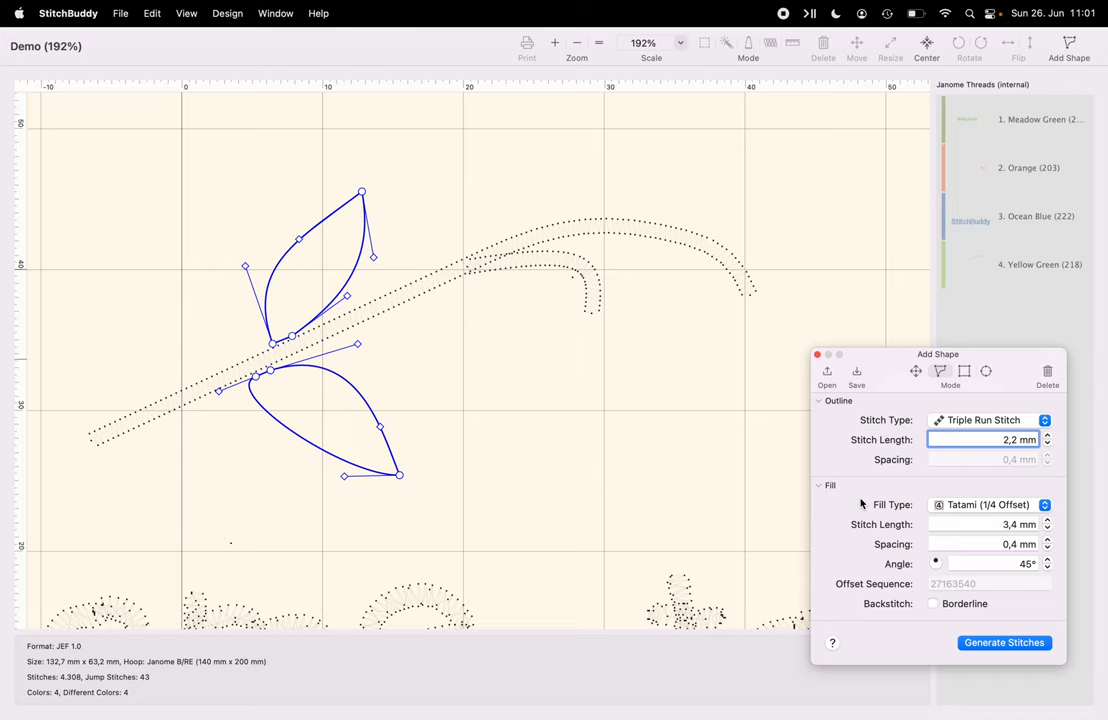 StitchBuddy File Edit View Design Window Help Sun 26. Jun 11:01
Demo (192%)
192%
Print Zoom Scale Mode Delete Move Resize Center Rotate Flip Add Shape
-10 0 10 20 30 40 50
Janome Threads (internal)
50
40
30
20
1. Meadow Green (2...
2. Orange (203)
StitchBuddy 3. Ocean Blue (222)
4. Yellow Green (218)
Add Shape
Open Save Mode Delete
Outline
Stitch Type: Triple Run Stitch
Stitch Length: 2,2 mm
Spacing: 0,4 mm
Fill
Fill Type: 4 Tatami (1/4 Offset)
Stitch Length: 3,4 mm
Spacing: 0,4 mm
Angle: 45°
Offset Sequence: 27163540
Backstitch: Borderline
? Generate Stitches
Format: JEF 1.0
Size: 132,7 mm x 63,2 mm, Hoop: Janome B/RE (140 mm x 200 mm)
Stitches: 4.308, Jump Stitches: 43
Colors: 4, Different Colors: 4